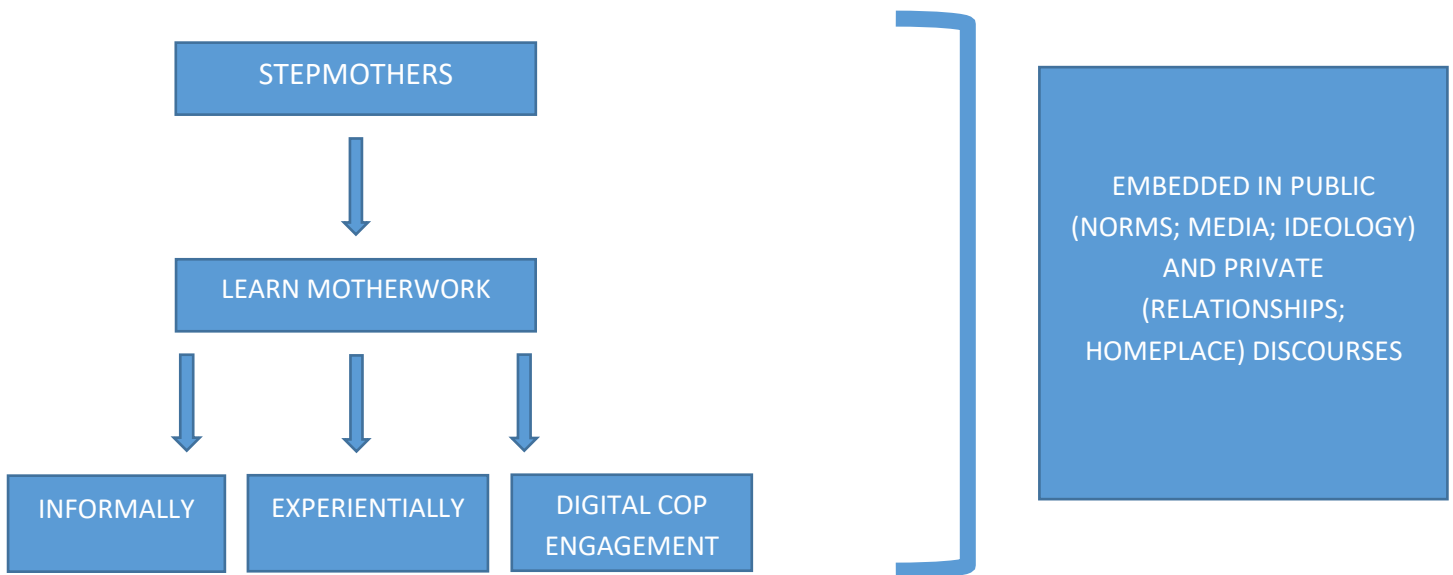 STEPMOTHERS
LEARN MOTHERWORK
INFORMALLY
EXPERIENTIALLY
DIGITAL COP
ENGAGEMENT
EMBEDDED IN PUBLIC
(NORMS; MEDIA; IDEOLOGY)
AND PRIVATE
(RELATIONSHIPS;
HOMEPLACE) DISCOURSES